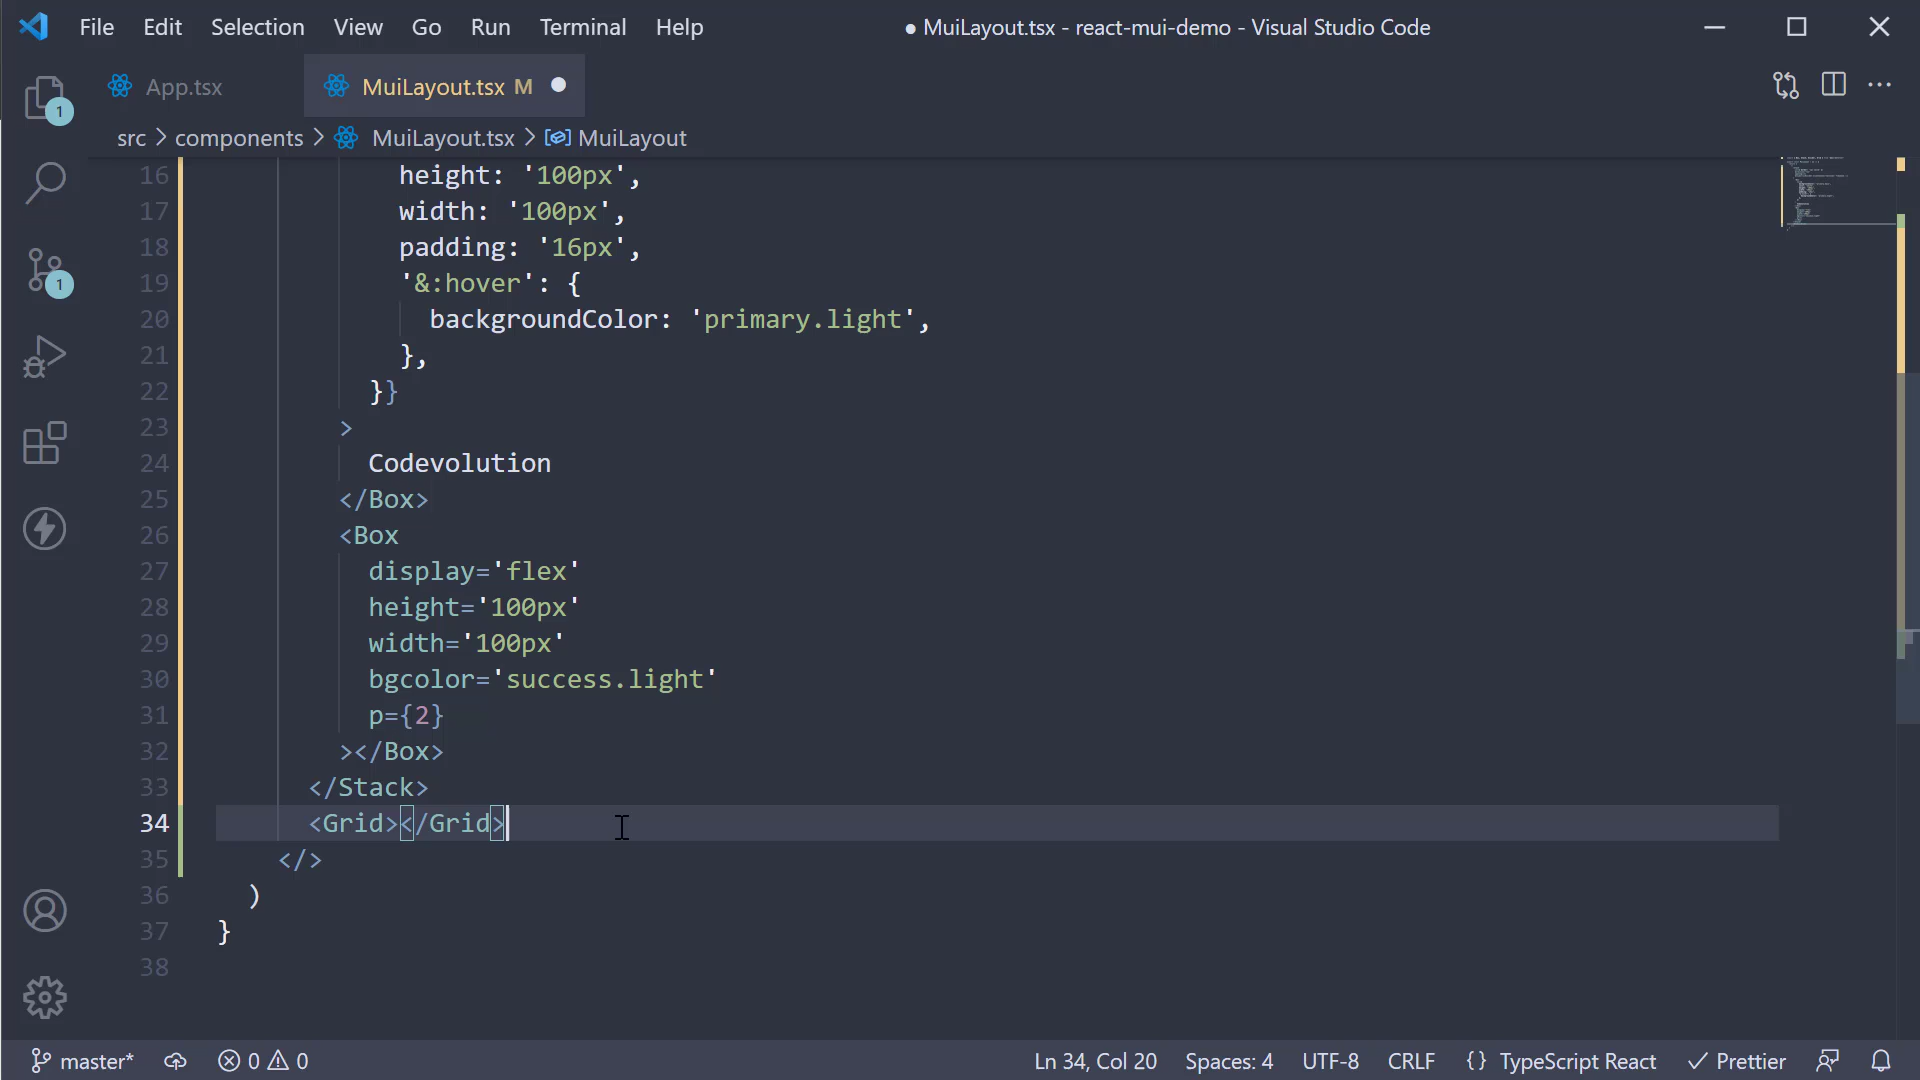 File Edit Selection View Go Run Terminal Help ● MuiLayout.tsx - react-mui-demo - Visual Studio Code
App.tsx MuiLayout.tsx M
src > components > MuiLayout.tsx > MuiLayout
16 height: '100px',
17 width: '100px',
18 padding: '16px',
19 '&:hover': {
20 backgroundColor: 'primary.light',
21 },
22 }}
23 >
24 Codevolution
25 </Box>
26 <Box
27 display='flex'
28 height='100px'
29 width='100px'
30 bgcolor='success.light'
31 p={2}
32 ></Box>
33 </Stack>
34 <Grid></Grid>
35 </>
36 )
37 }
38
1
1
master* 0 0 Ln 34, Col 20 Spaces: 4 UTF-8 CRLF {} TypeScript React ✓ Prettier